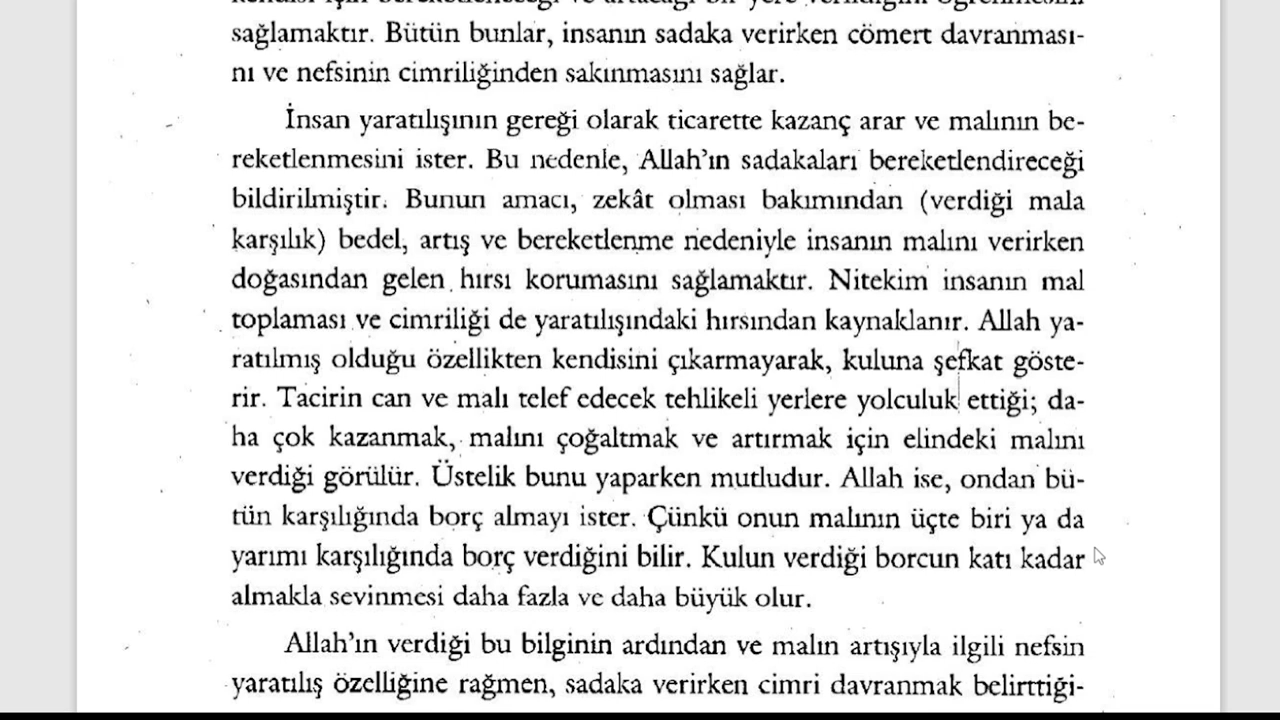 sağlamaktır. Bütün bunlar, insanın sadaka verirken cömert davranması-
nı ve nefsinin cimriliğinden sakınmasını sağlar.
İnsan yaratılışının gereği olarak ticarette kazanç arar ve malının be-
reketlenmesini ister. Bu nedenle, Allah'ın sadakaları bereketlendireceği
bildirilmiştir. Bunun amacı, zekât olması bakımından (verdiği mala
karşılık) bedel, artış ve bereketlenme nedeniyle insanın malını verirken
doğasından gelen hırsı korumasını sağlamaktır. Nitekim insanın mal
toplaması ve cimriliği de yaratılışındaki hırsından kaynaklanır. Allah ya-
ratılmış olduğu özellikten kendisini çıkarmayarak, kuluna şefkat göste-
rir. Tacirin can ve malı telef edecek tehlikeli yerlere yolculuk ettiği; da-
ha çok kazanmak, malını çoğaltmak ve artırmak için elindeki malını
verdiği görülür. Üstelik bunu yaparken mutludur. Allah ise, ondan bü-
tün karşılığında borç almayı ister. Çünkü onun malının üçte biri ya da
yarımı karşılığında borç verdiğini bilir. Kulun verdiği borcun katı kadar
almakla sevinmesi daha fazla ve daha büyük olur.
Allah'ın verdiği bu bilginin ardından ve malın artışıyla ilgili nefsin
yaratılış özelliğine rağmen, sadaka verirken cimri davranmak belirttiği-